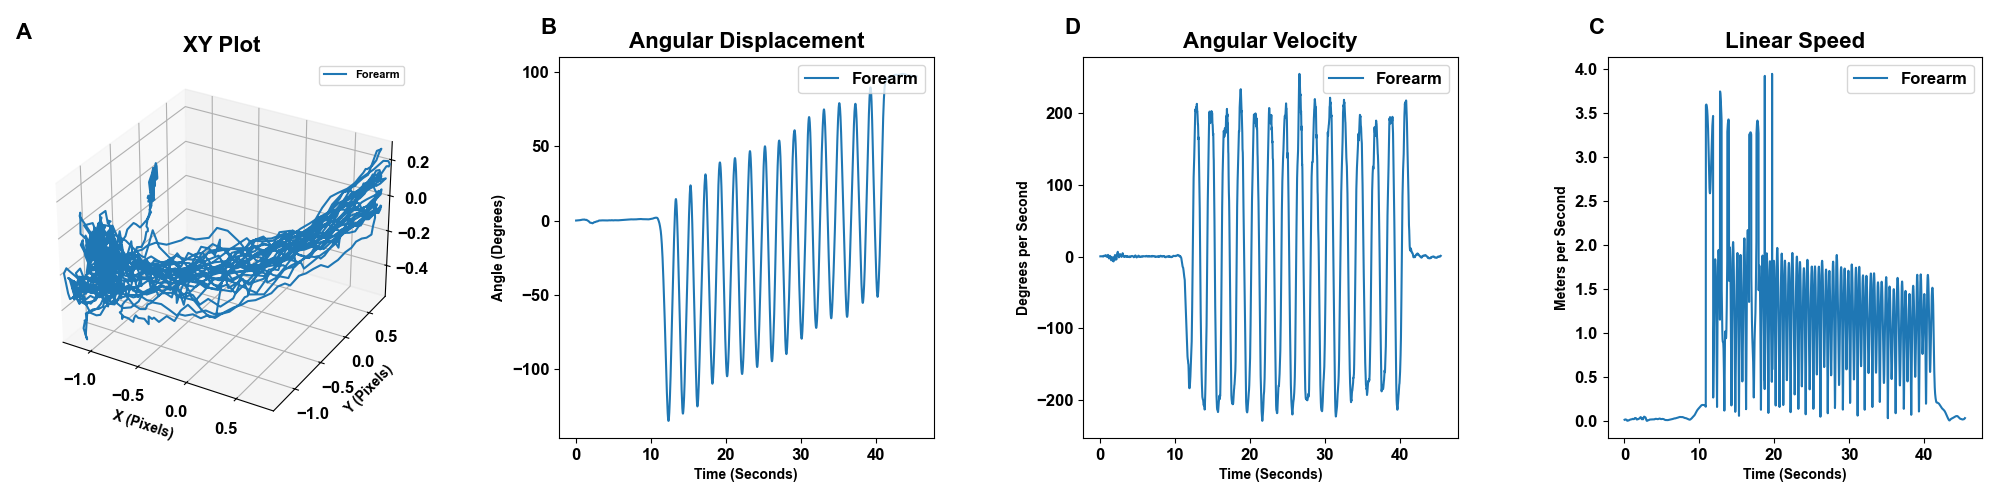 A
XY Plot
Forearm
0.2
0.0
−0.2
−0.4
0.5
0.0
−0.5
−1.0
Y (Pixels)
−1.0
−0.5
0.0
0.5
X (Pixels)
B
Angular Displacement
Forearm
100
50
0
−50
−100
Angle (Degrees)
0 10 20 30 40
Time (Seconds)
D
Angular Velocity
Forearm
200
100
0
−100
−200
Degrees per Second
0 10 20 30 40
Time (Seconds)
C
Linear Speed
Forearm
4.0
3.5
3.0
2.5
2.0
1.5
1.0
0.5
0.0
Meters per Second
0 10 20 30 40
Time (Seconds)